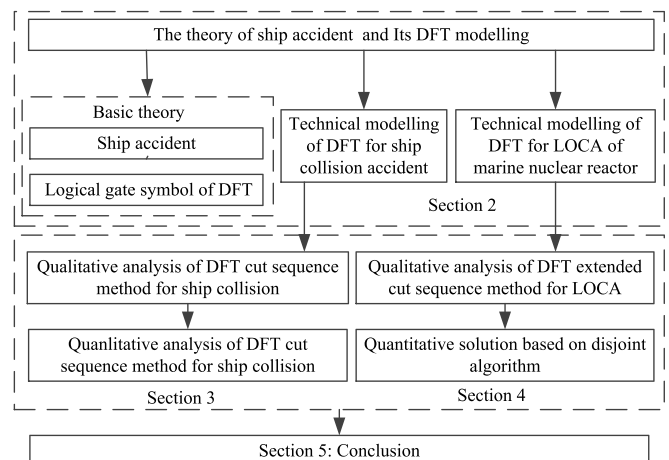 The theory of ship accident and Its DFT modelling
Basic theory
Ship accident
Logical gate symbol of DFT
Technical modelling
of DFT for ship
collision accident
Technical modelling of
DFT for LOCA of
marine nuclear reactor
Section 2
Qualitative analysis of DFT cut sequence
method for ship collision
Qualitative analysis of DFT extended
cut sequence method for LOCA
Quanlitative analysis of DFT cut
sequence method for ship collision
Quantitative solution based on disjoint
algorithm
Section 3
Section 4
Section 5: Conclusion